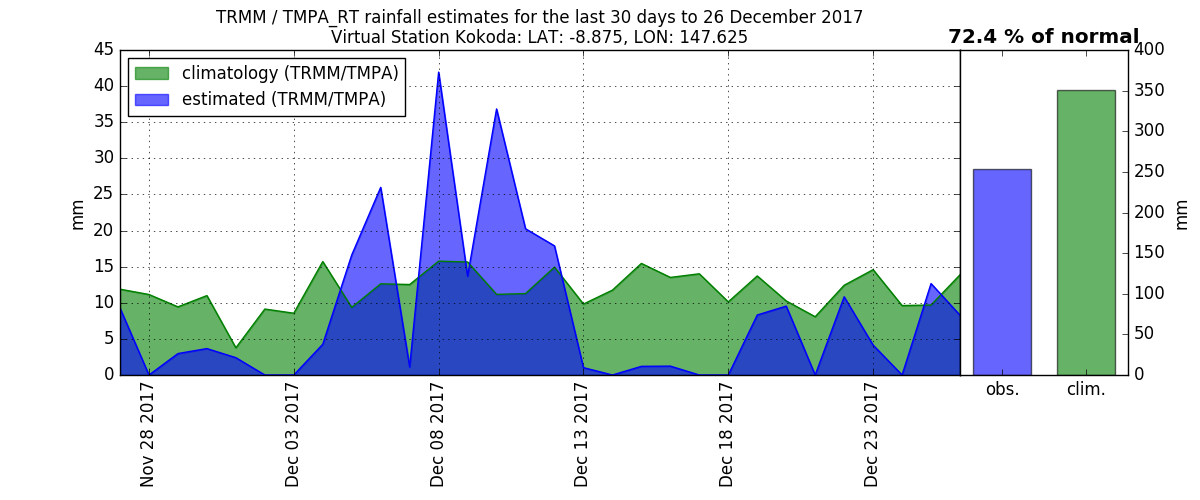 TRMM / TMPA_RT rainfall estimates for the last 30 days to 26 December 2017
Virtual Station Kokoda: LAT: -8.875, LON: 147.625
72.4 % of normal
climatology (TRMM/TMPA)
estimated (TRMM/TMPA)
mm
45
40
35
30
25
20
15
10
5
0
Nov 28 2017
Dec 03 2017
Dec 08 2017
Dec 13 2017
Dec 18 2017
Dec 23 2017
400
350
300
250
200
150
100
50
0
mm
obs.
clim.